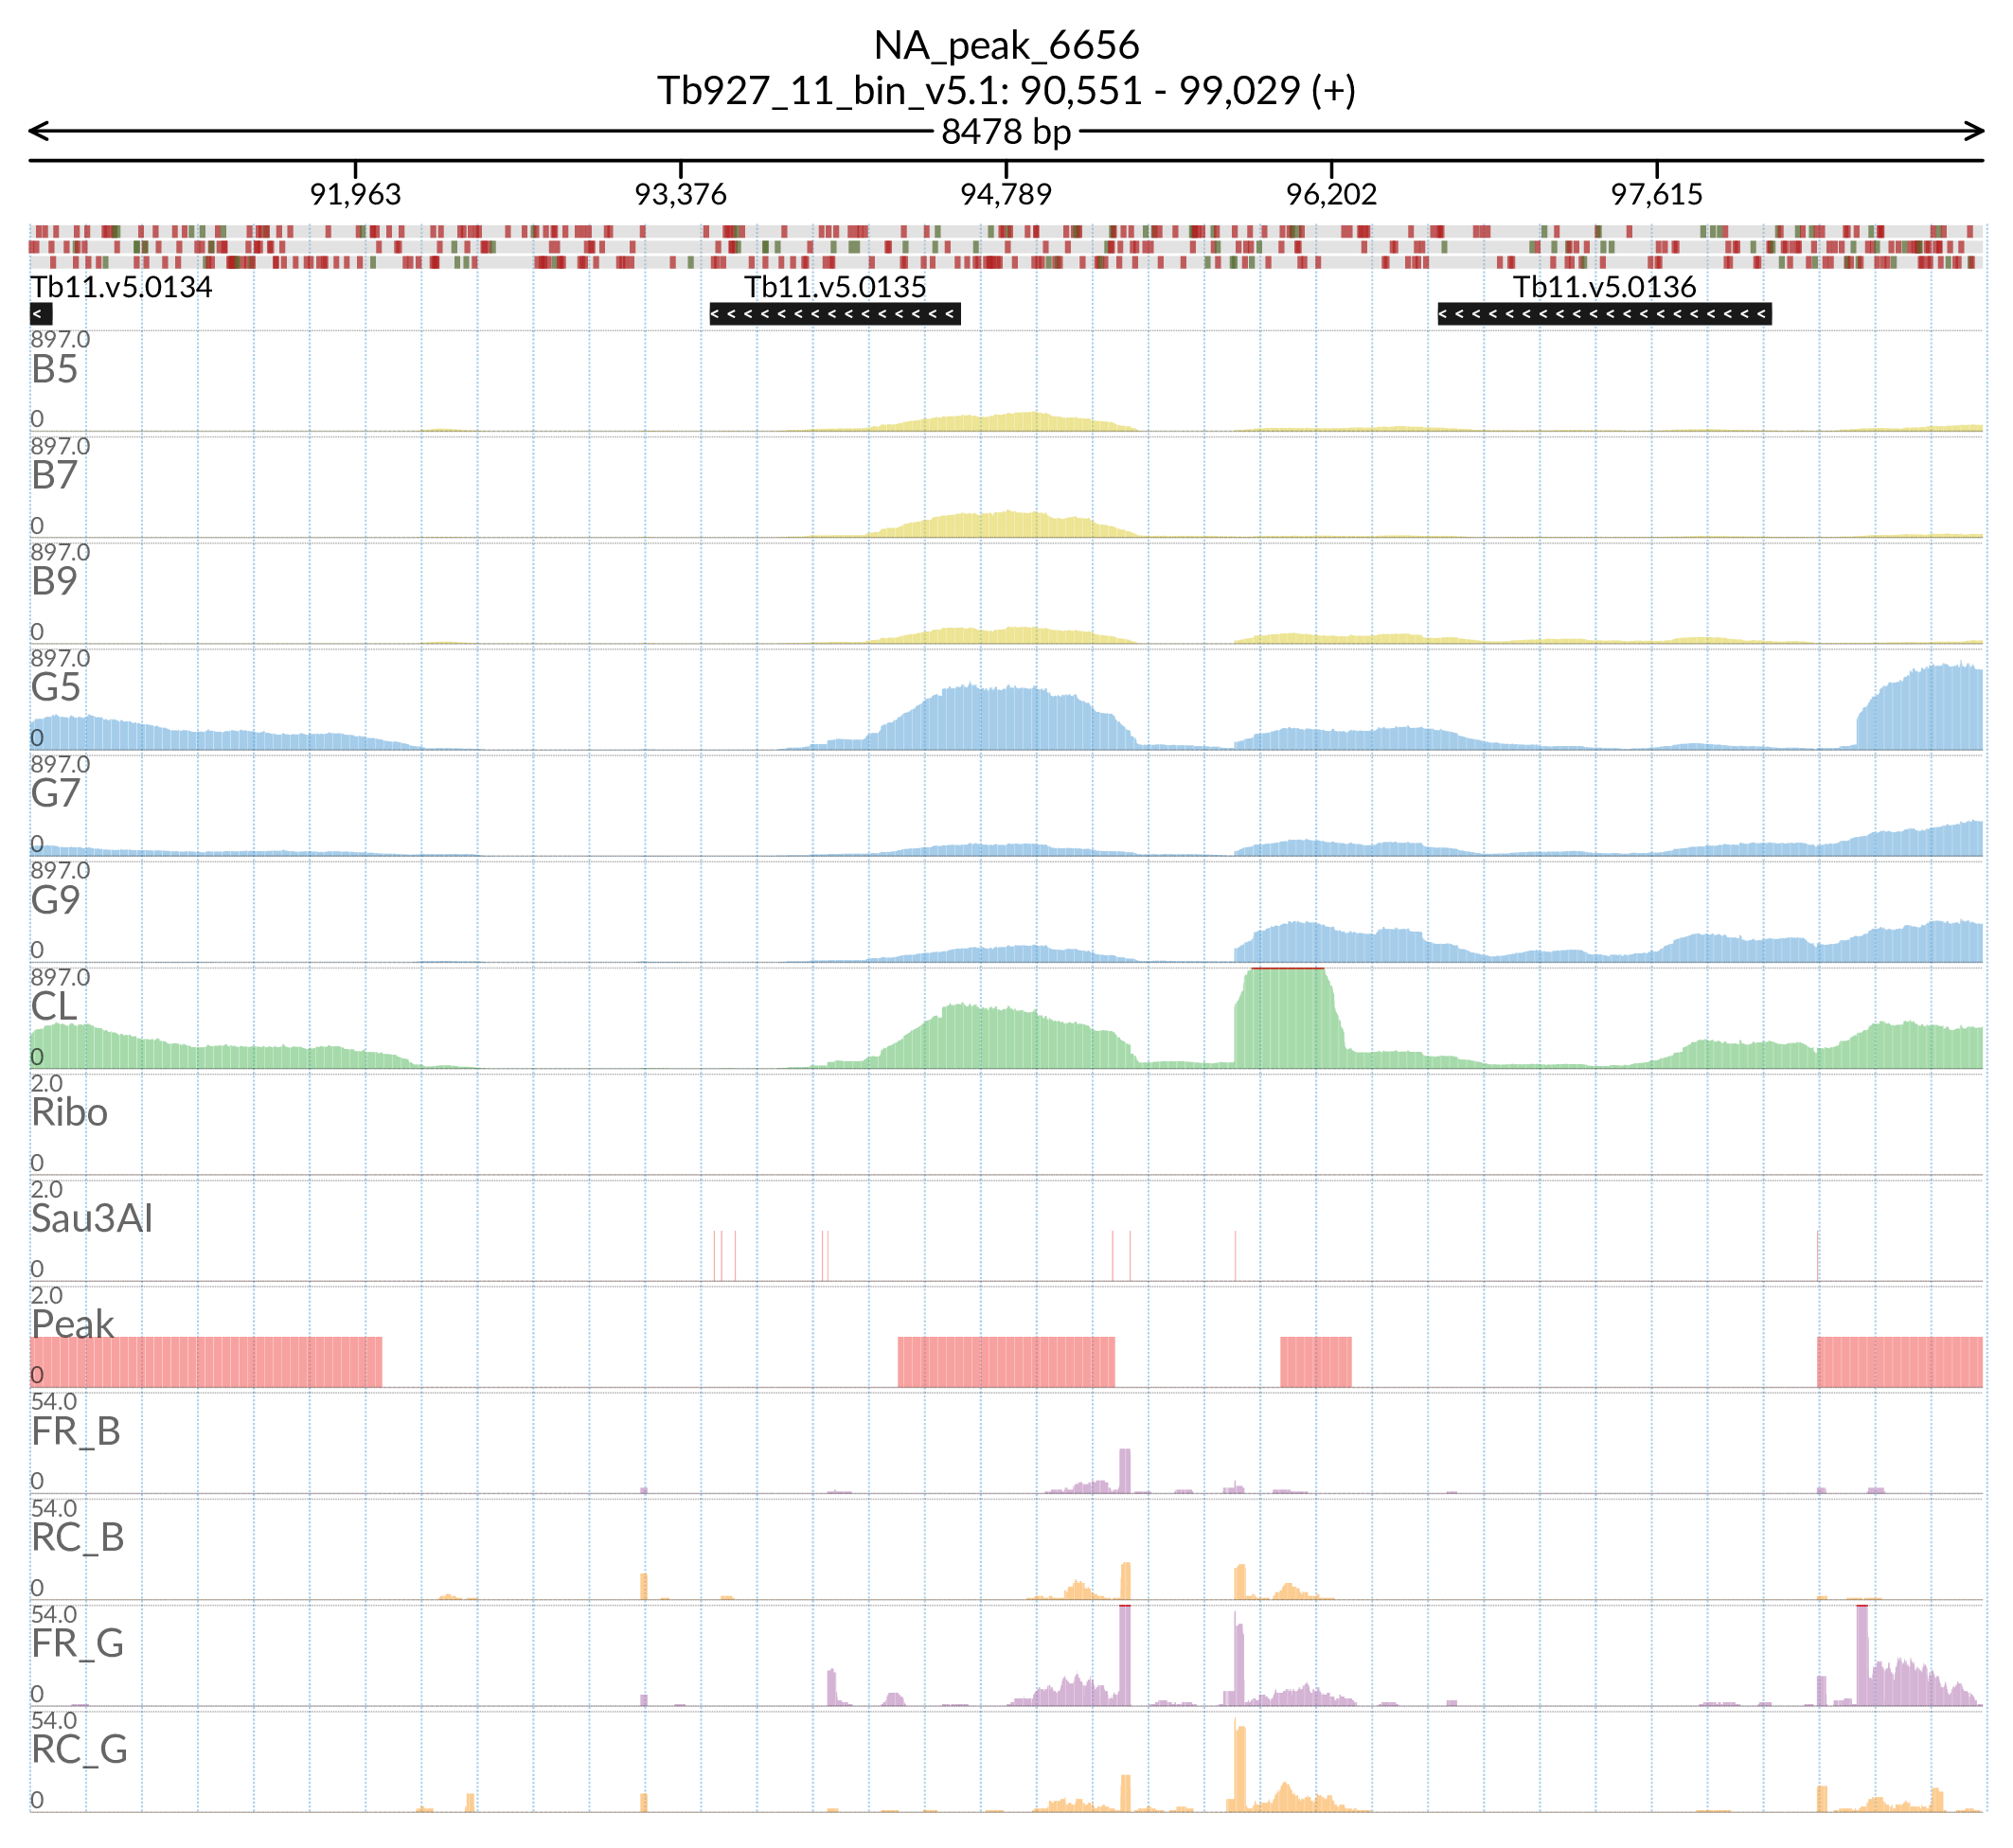 NA_peak_6656
Tb927_11_bin_v5.1: 90,551 - 99,029 (+)
8478 bp
91,963 93,376 94,789 96,202 97,615
Tb11.v5.0134 Tb11.v5.0135 Tb11.v5.0136
897.0
B5
0
897.0
B7
0
897.0
B9
0
897.0
G5
0
897.0
G7
0
897.0
G9
0
897.0
CL
0
2.0
Ribo
0
2.0
Sau3AI
0
2.0
Peak
0
54.0
FR_B
0
54.0
RC_B
0
54.0
FR_G
0
54.0
RC_G
0